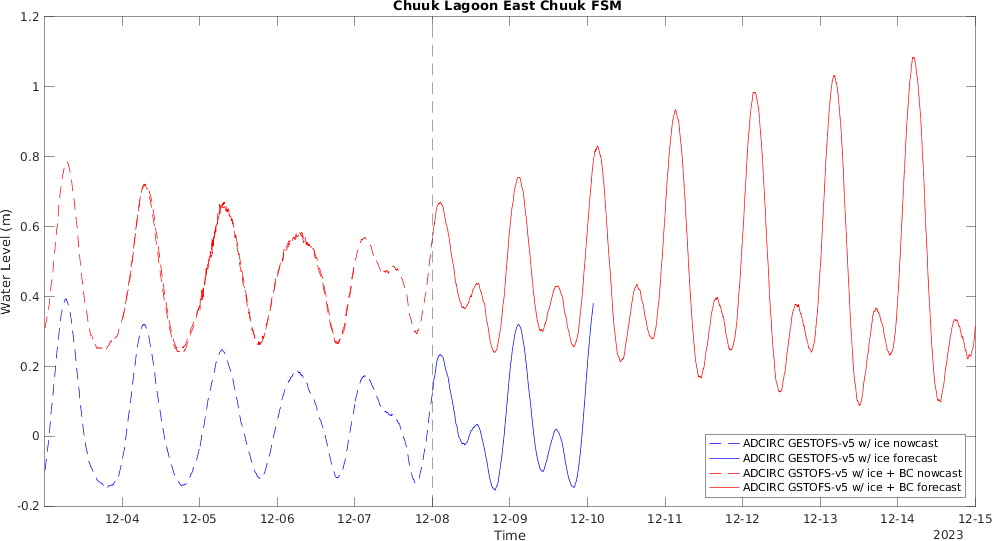 Chuuk Lagoon East Chuuk FSM
1.2
1
0.8
0.6
0.4
0.2
0
-0.2
Water Level (m)
ADCIRC GESTOFS-v5 w/ ice nowcast
ADCIRC GESTOFS-v5 w/ ice forecast
ADCIRC GSTOFS-v5 w/ ice + BC nowcast
ADCIRC GSTOFS-v5 w/ ice + BC forecast
12-04 12-05 12-06 12-07 12-08 12-09 12-10 12-11 12-12 12-13 12-14 12-15
Time
2023